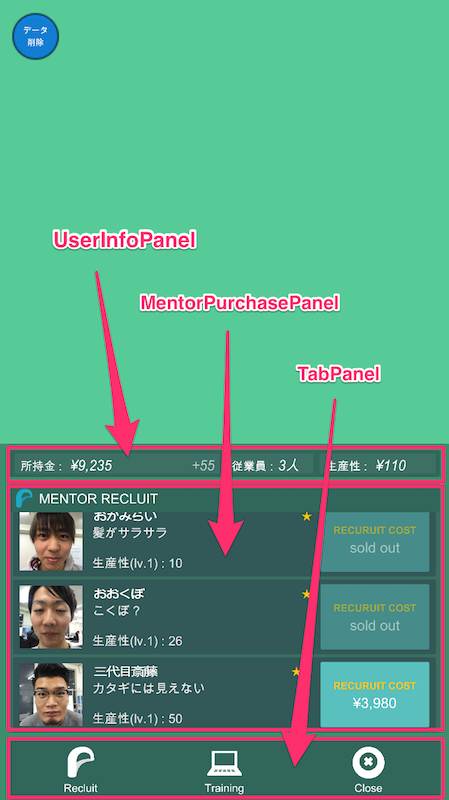 データ
削除
UserInfoPanel
MentorPurchasePanel
TabPanel
所持金： ¥9,235 +55 従業員： 3人 生産性： ¥110
MENTOR RECLUIT
おかみらい ★
髪がサラサラ
生産性(lv.1)：10
RECURUIT COST
sold out
おおくぼ ★
こくぼ？
生産性(lv.1)：26
RECURUIT COST
sold out
三代目斎藤 ★
カタギには見えない
生産性(lv.1)：50
RECURUIT COST
¥3,980
Recluit Training Close